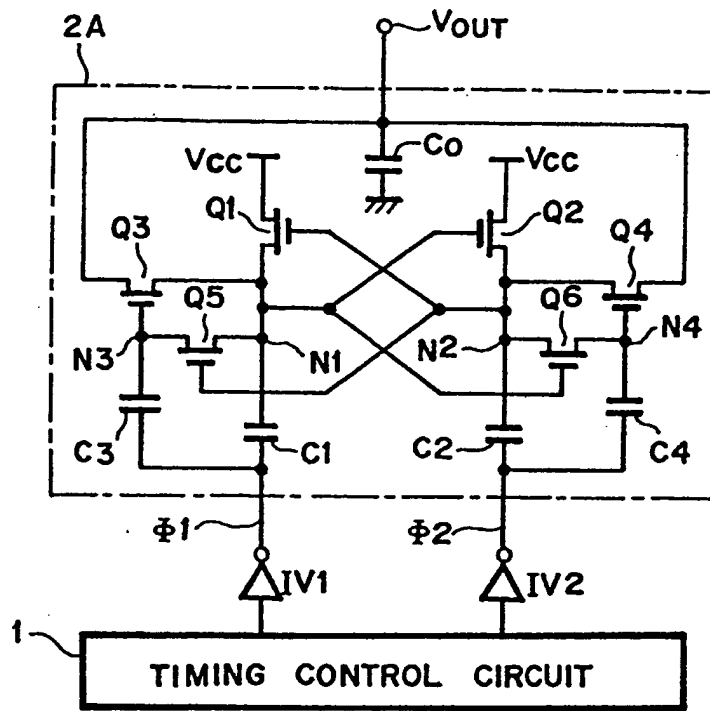 2A
VOUT
Co
Vcc
Vcc
Q1
Q2
Q3
Q4
Q5
Q6
N3
N1
N2
N4
C3
C1
C2
C4
Φ1
Φ2
IV1
IV2
1
TIMING CONTROL CIRCUIT